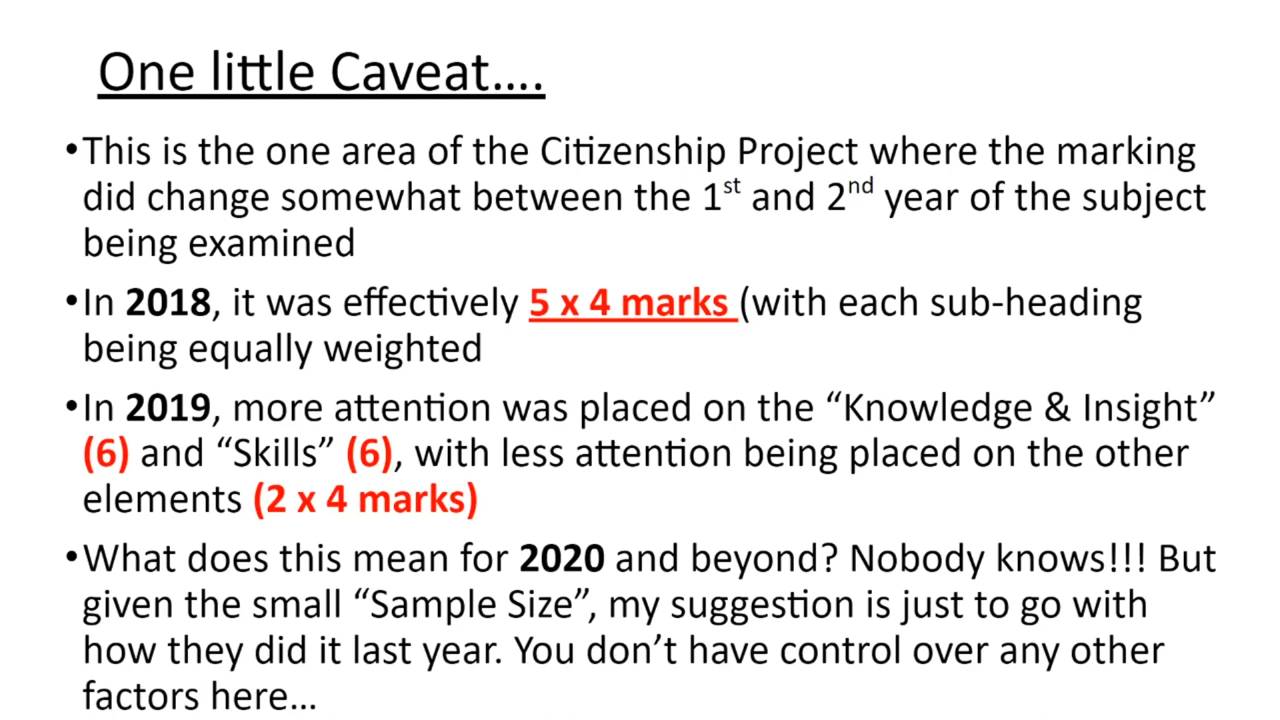 One little Caveat....
•This is the one area of the Citizenship Project where the marking
did change somewhat between the 1st and 2nd year of the subject
being examined
•In 2018, it was effectively 5 x 4 marks (with each sub-heading
being equally weighted
•In 2019, more attention was placed on the “Knowledge & Insight”
(6) and “Skills” (6), with less attention being placed on the other
elements (2 x 4 marks)
•What does this mean for 2020 and beyond? Nobody knows!!! But
given the small “Sample Size”, my suggestion is just to go with
how they did it last year. You don’t have control over any other
factors here...